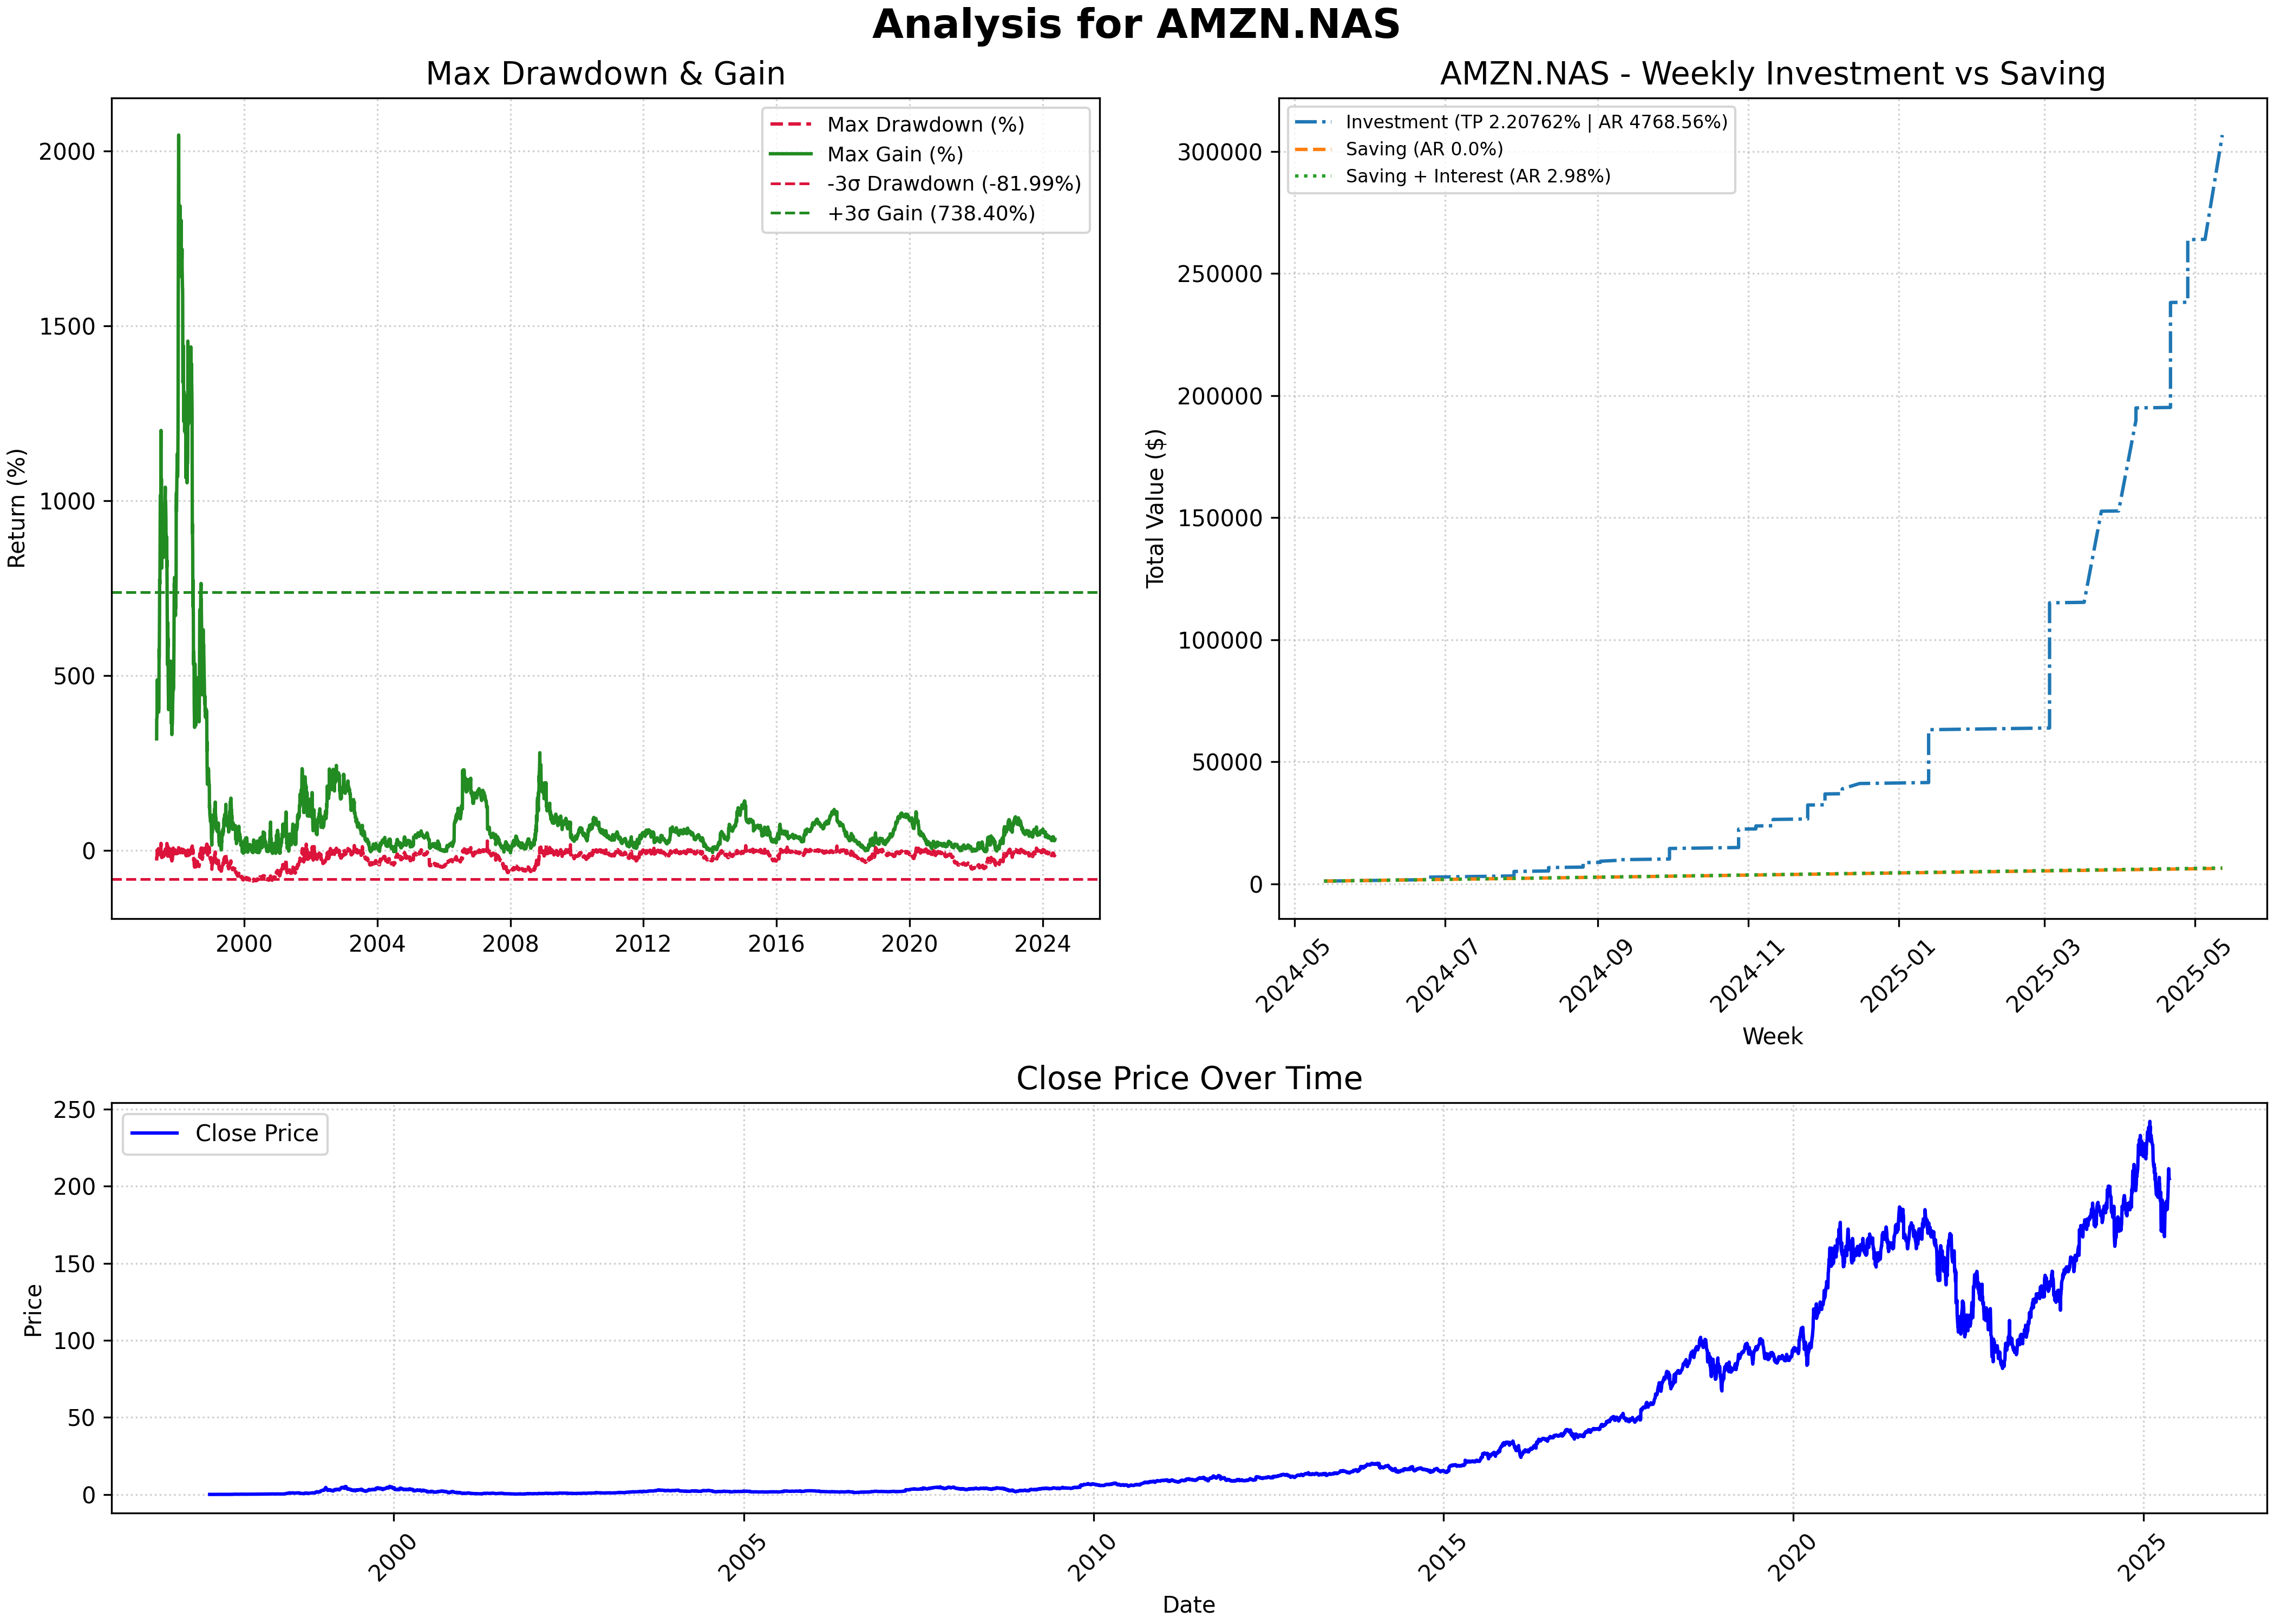 Analysis for AMZN.NAS
Max Drawdown & Gain
Return (%)
2000
1500
1000
500
0
Max Drawdown (%)
Max Gain (%)
-3σ Drawdown (-81.99%)
+3σ Gain (738.40%)
2000 2004 2008 2012 2016 2020 2024
AMZN.NAS - Weekly Investment vs Saving
Total Value ($)
300000
250000
200000
150000
100000
50000
0
Investment (TP 2.20762% | AR 4768.56%)
Saving (AR 0.0%)
Saving + Interest (AR 2.98%)
2024-05 2024-07 2024-09 2024-11 2025-01 2025-03 2025-05
Week
Close Price Over Time
Price
250
200
150
100
50
0
Close Price
2000 2005 2010 2015 2020 2025
Date